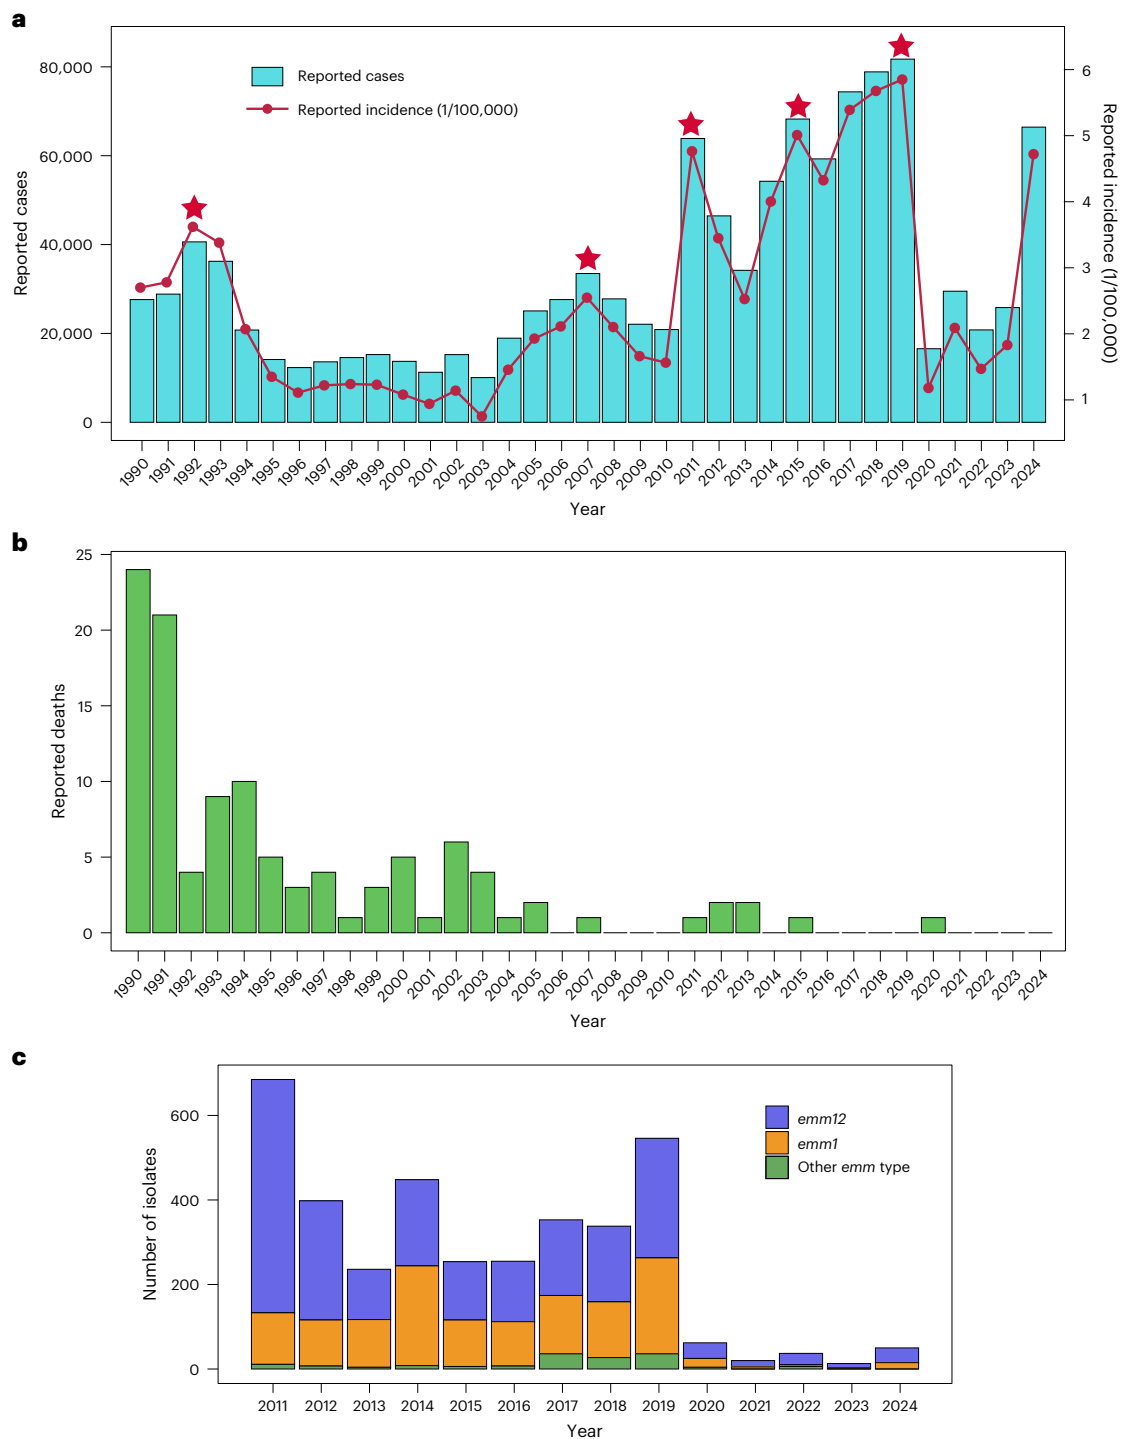 a
Reported cases
Reported incidence (1/100,000)
80,000
60,000
40,000
20,000
0
Reported cases
6
5
4
3
2
1
Reported incidence (1/100,000)
1990 1991 1992 1993 1994 1995 1996 1997 1998 1999 2000 2001 2002 2003 2004 2005 2006 2007 2008 2009 2010 2011 2012 2013 2014 2015 2016 2017 2018 2019 2020 2021 2022 2023 2024
Year
b
25
20
15
10
5
0
Reported deaths
1990 1991 1992 1993 1994 1995 1996 1997 1998 1999 2000 2001 2002 2003 2004 2005 2006 2007 2008 2009 2010 2011 2012 2013 2014 2015 2016 2017 2018 2019 2020 2021 2022 2023 2024
Year
c
emm12
emm1
Other emm type
600
400
200
0
Number of isolates
2011 2012 2013 2014 2015 2016 2017 2018 2019 2020 2021 2022 2023 2024
Year